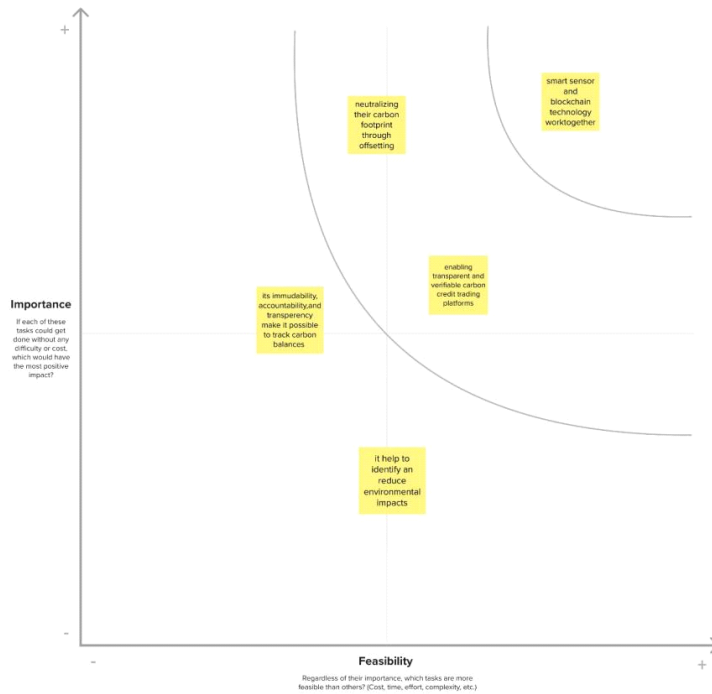 +
smart sensor
and
blockchain
technology
worktogether
neutralizing
their carbon
footprint
through
offsetting
enabling
transparent and
verifiable carbon
credit trading
platforms
its immudability,
accountability,and
transperency
make it possible
to track carbon
balances
Importance
If each of these
tasks could get
done without any
difficulty or cost,
which would have
the most positive
impact?
it help to
identify an
reduce
environmental
impacts
-
-
Feasibility
+
Regardless of their importance, which tasks are more
feasible than others? (Cost, time, effort, complexity, etc.)